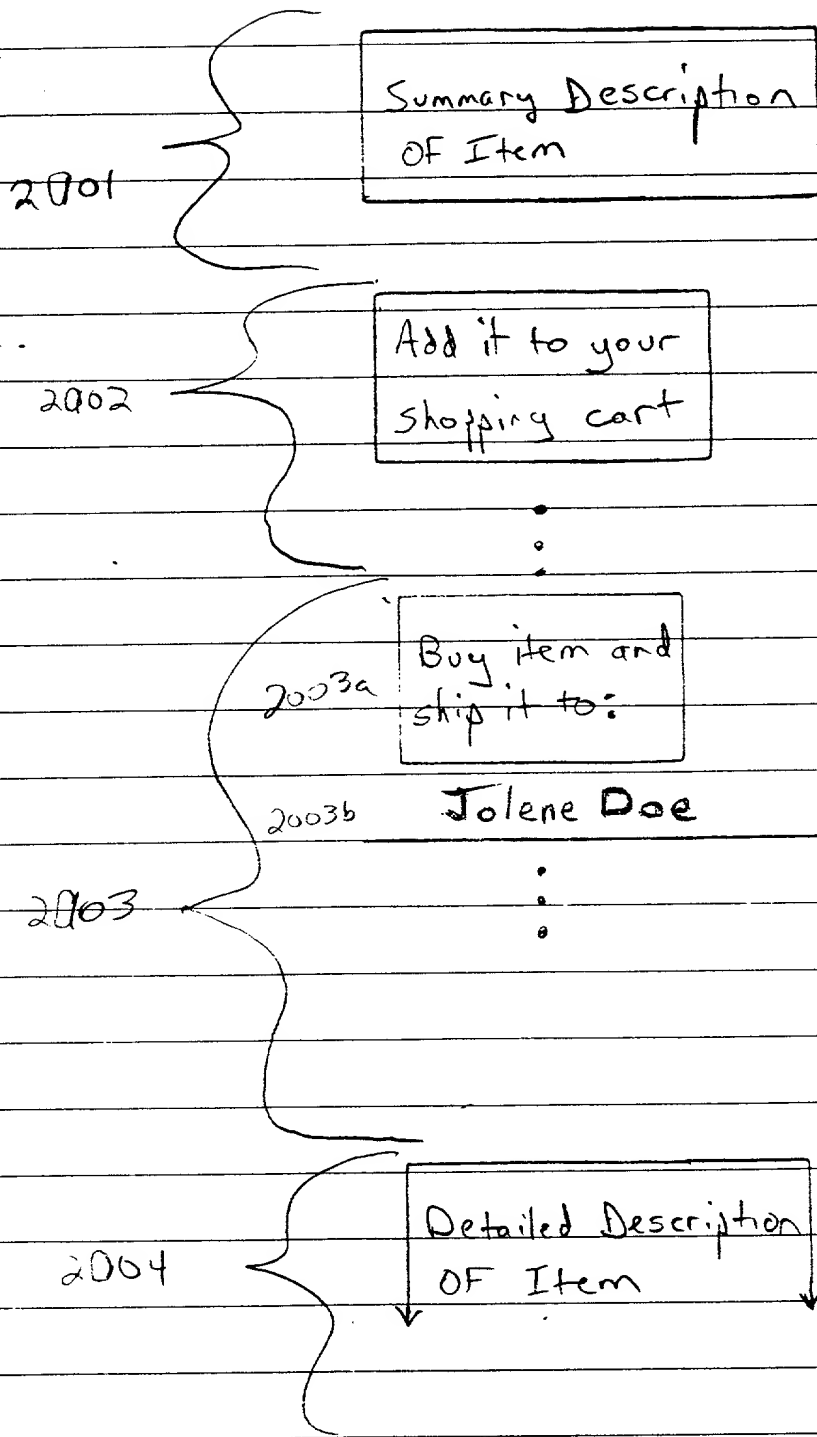 Summary Description
OF Item
2001
Add it to your
shopping cart
2002
Buy item and
2003a
ship it to:
2003b
Jolene Doe
2003
Detailed Description
2004
OF Item